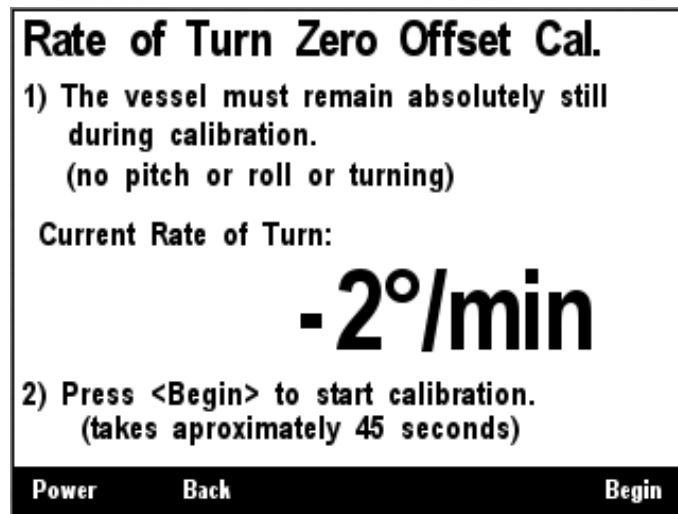 Rate of Turn Zero Offset Cal.
1) The vessel must remain absolutely still
during calibration.
(no pitch or roll or turning)
Current Rate of Turn:
-2°/min
2) Press <Begin> to start calibration.
(takes aproximately 45 seconds)
Power Back Begin